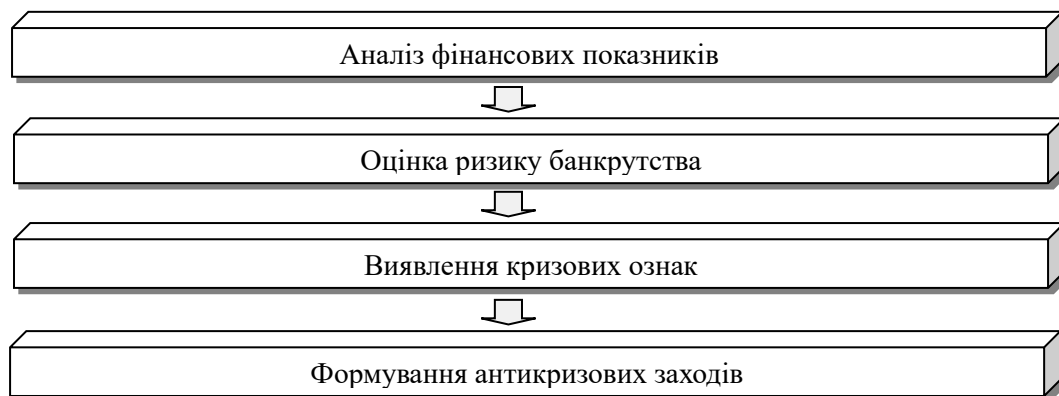 Аналіз фінансових показників
Оцінка ризику банкрутства
Виявлення кризових ознак
Формування антикризових заходів